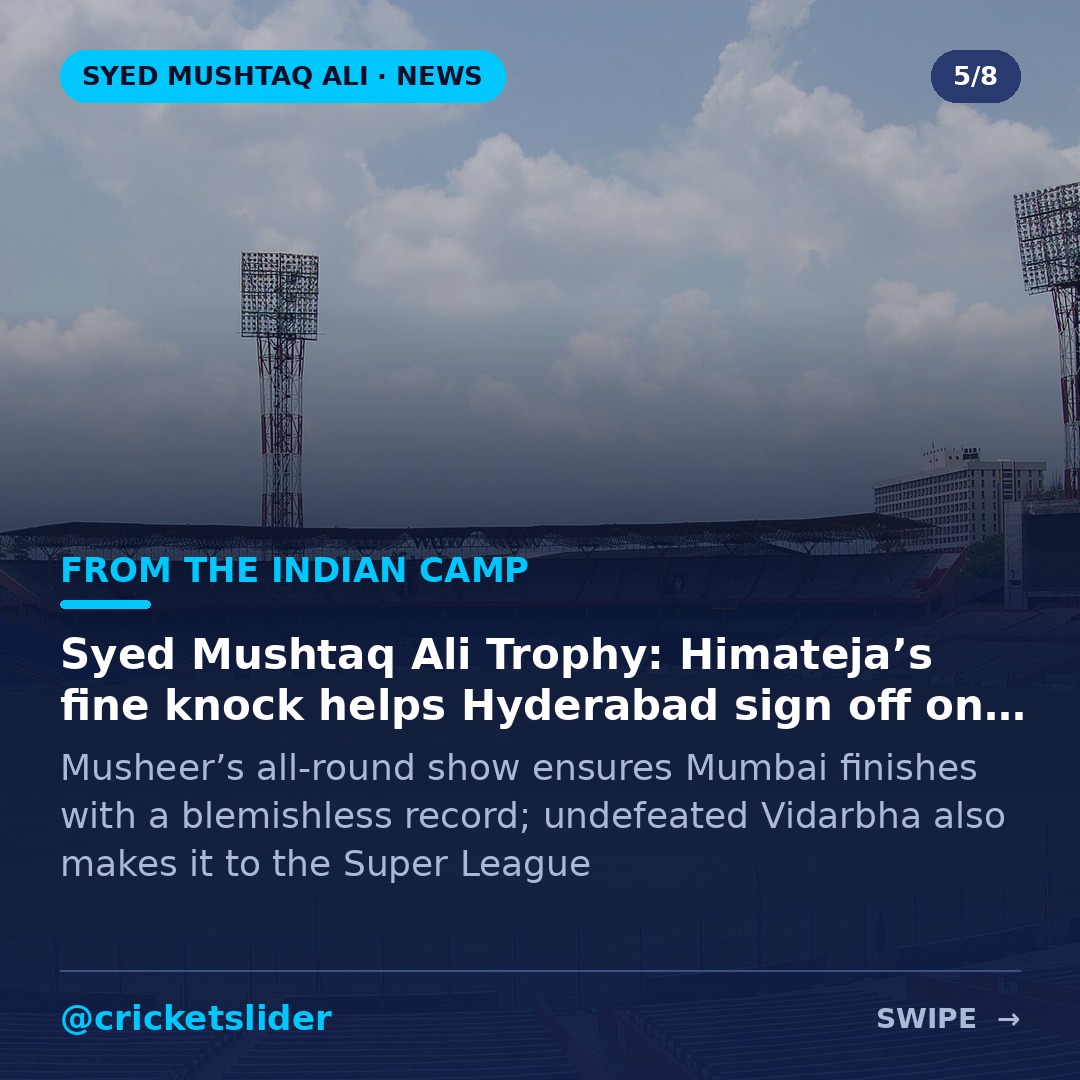 SYED MUSHTAQ ALI · NEWS
5/8
FROM THE INDIAN CAMP
Syed Mushtaq Ali Trophy: Himateja’s
fine knock helps Hyderabad sign off on…
Musheer’s all-round show ensures Mumbai finishes
with a blemishless record; undefeated Vidarbha also
makes it to the Super League
@cricketslider
SWIPE →